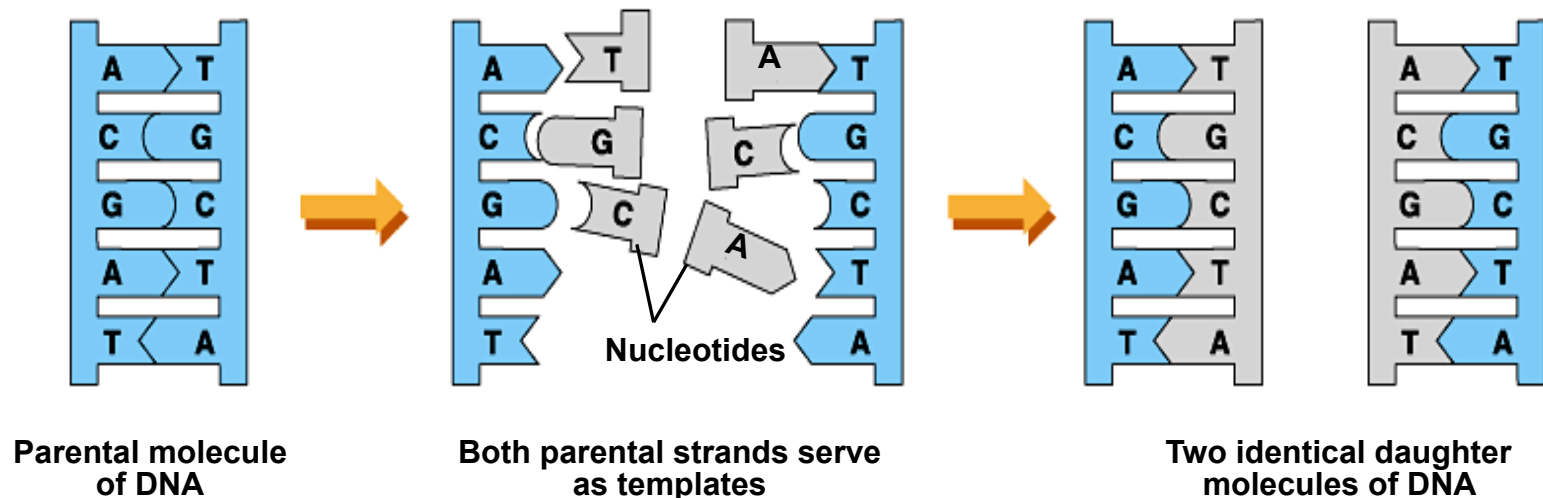 A T T A T A T A T
C G C G C G C G C G
G C G C C G C G C
A T A A T A T A T
T A T A T A T A
Nucleotides
Parental molecule
of DNA
Both parental strands serve
as templates
Two identical daughter
molecules of DNA